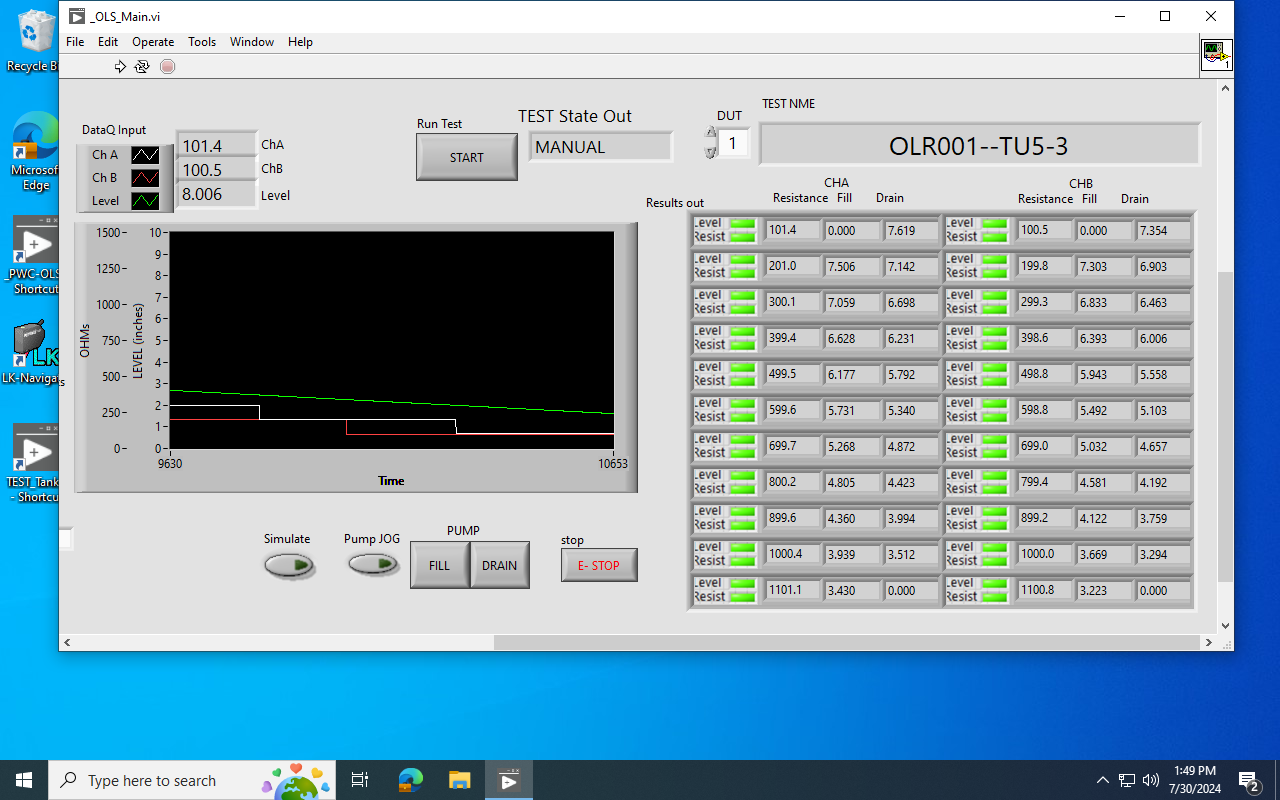 _OLS_Main.vi
File Edit Operate Tools Window Help
Recycle B
Microsof
Edge
_PWC-OLS
Shortcut
LK-Navigat
s
TEST_Tank
- Shortcu
DataQ Input
Ch A
Ch B
Level
101.4 ChA
100.5 ChB
8.006 Level
Run Test
START
TEST State Out
MANUAL
DUT
1
TEST NME
OLR001--TU5-3
Results out
CHA
Resistance Fill Drain
CHB
Resistance Fill Drain
Level
Resist 101.4 0.000 7.619 Level
Resist 100.5 0.000 7.354
Level
Resist 201.0 7.506 7.142 Level
Resist 199.8 7.303 6.903
Level
Resist 300.1 7.059 6.698 Level
Resist 299.3 6.833 6.463
Level
Resist 399.4 6.628 6.231 Level
Resist 398.6 6.393 6.006
Level
Resist 499.5 6.177 5.792 Level
Resist 498.8 5.943 5.558
Level
Resist 599.6 5.731 5.340 Level
Resist 598.8 5.492 5.103
Level
Resist 699.7 5.268 4.872 Level
Resist 699.0 5.032 4.657
Level
Resist 800.2 4.805 4.423 Level
Resist 799.4 4.581 4.192
Level
Resist 899.6 4.360 3.994 Level
Resist 899.2 4.122 3.759
Level
Resist 1000.4 3.939 3.512 Level
Resist 1000.0 3.669 3.294
Level
Resist 1101.1 3.430 0.000 Level
Resist 1100.8 3.223 0.000
OHMs
1500
1250
1000
750
500
250
0
LEVEL (inches)
10
9
8
7
6
5
4
3
2
1
0
9630 10653
Time
Simulate
Pump JOG
PUMP
FILL DRAIN
stop
E- STOP
Type here to search
1:49 PM
7/30/2024
2